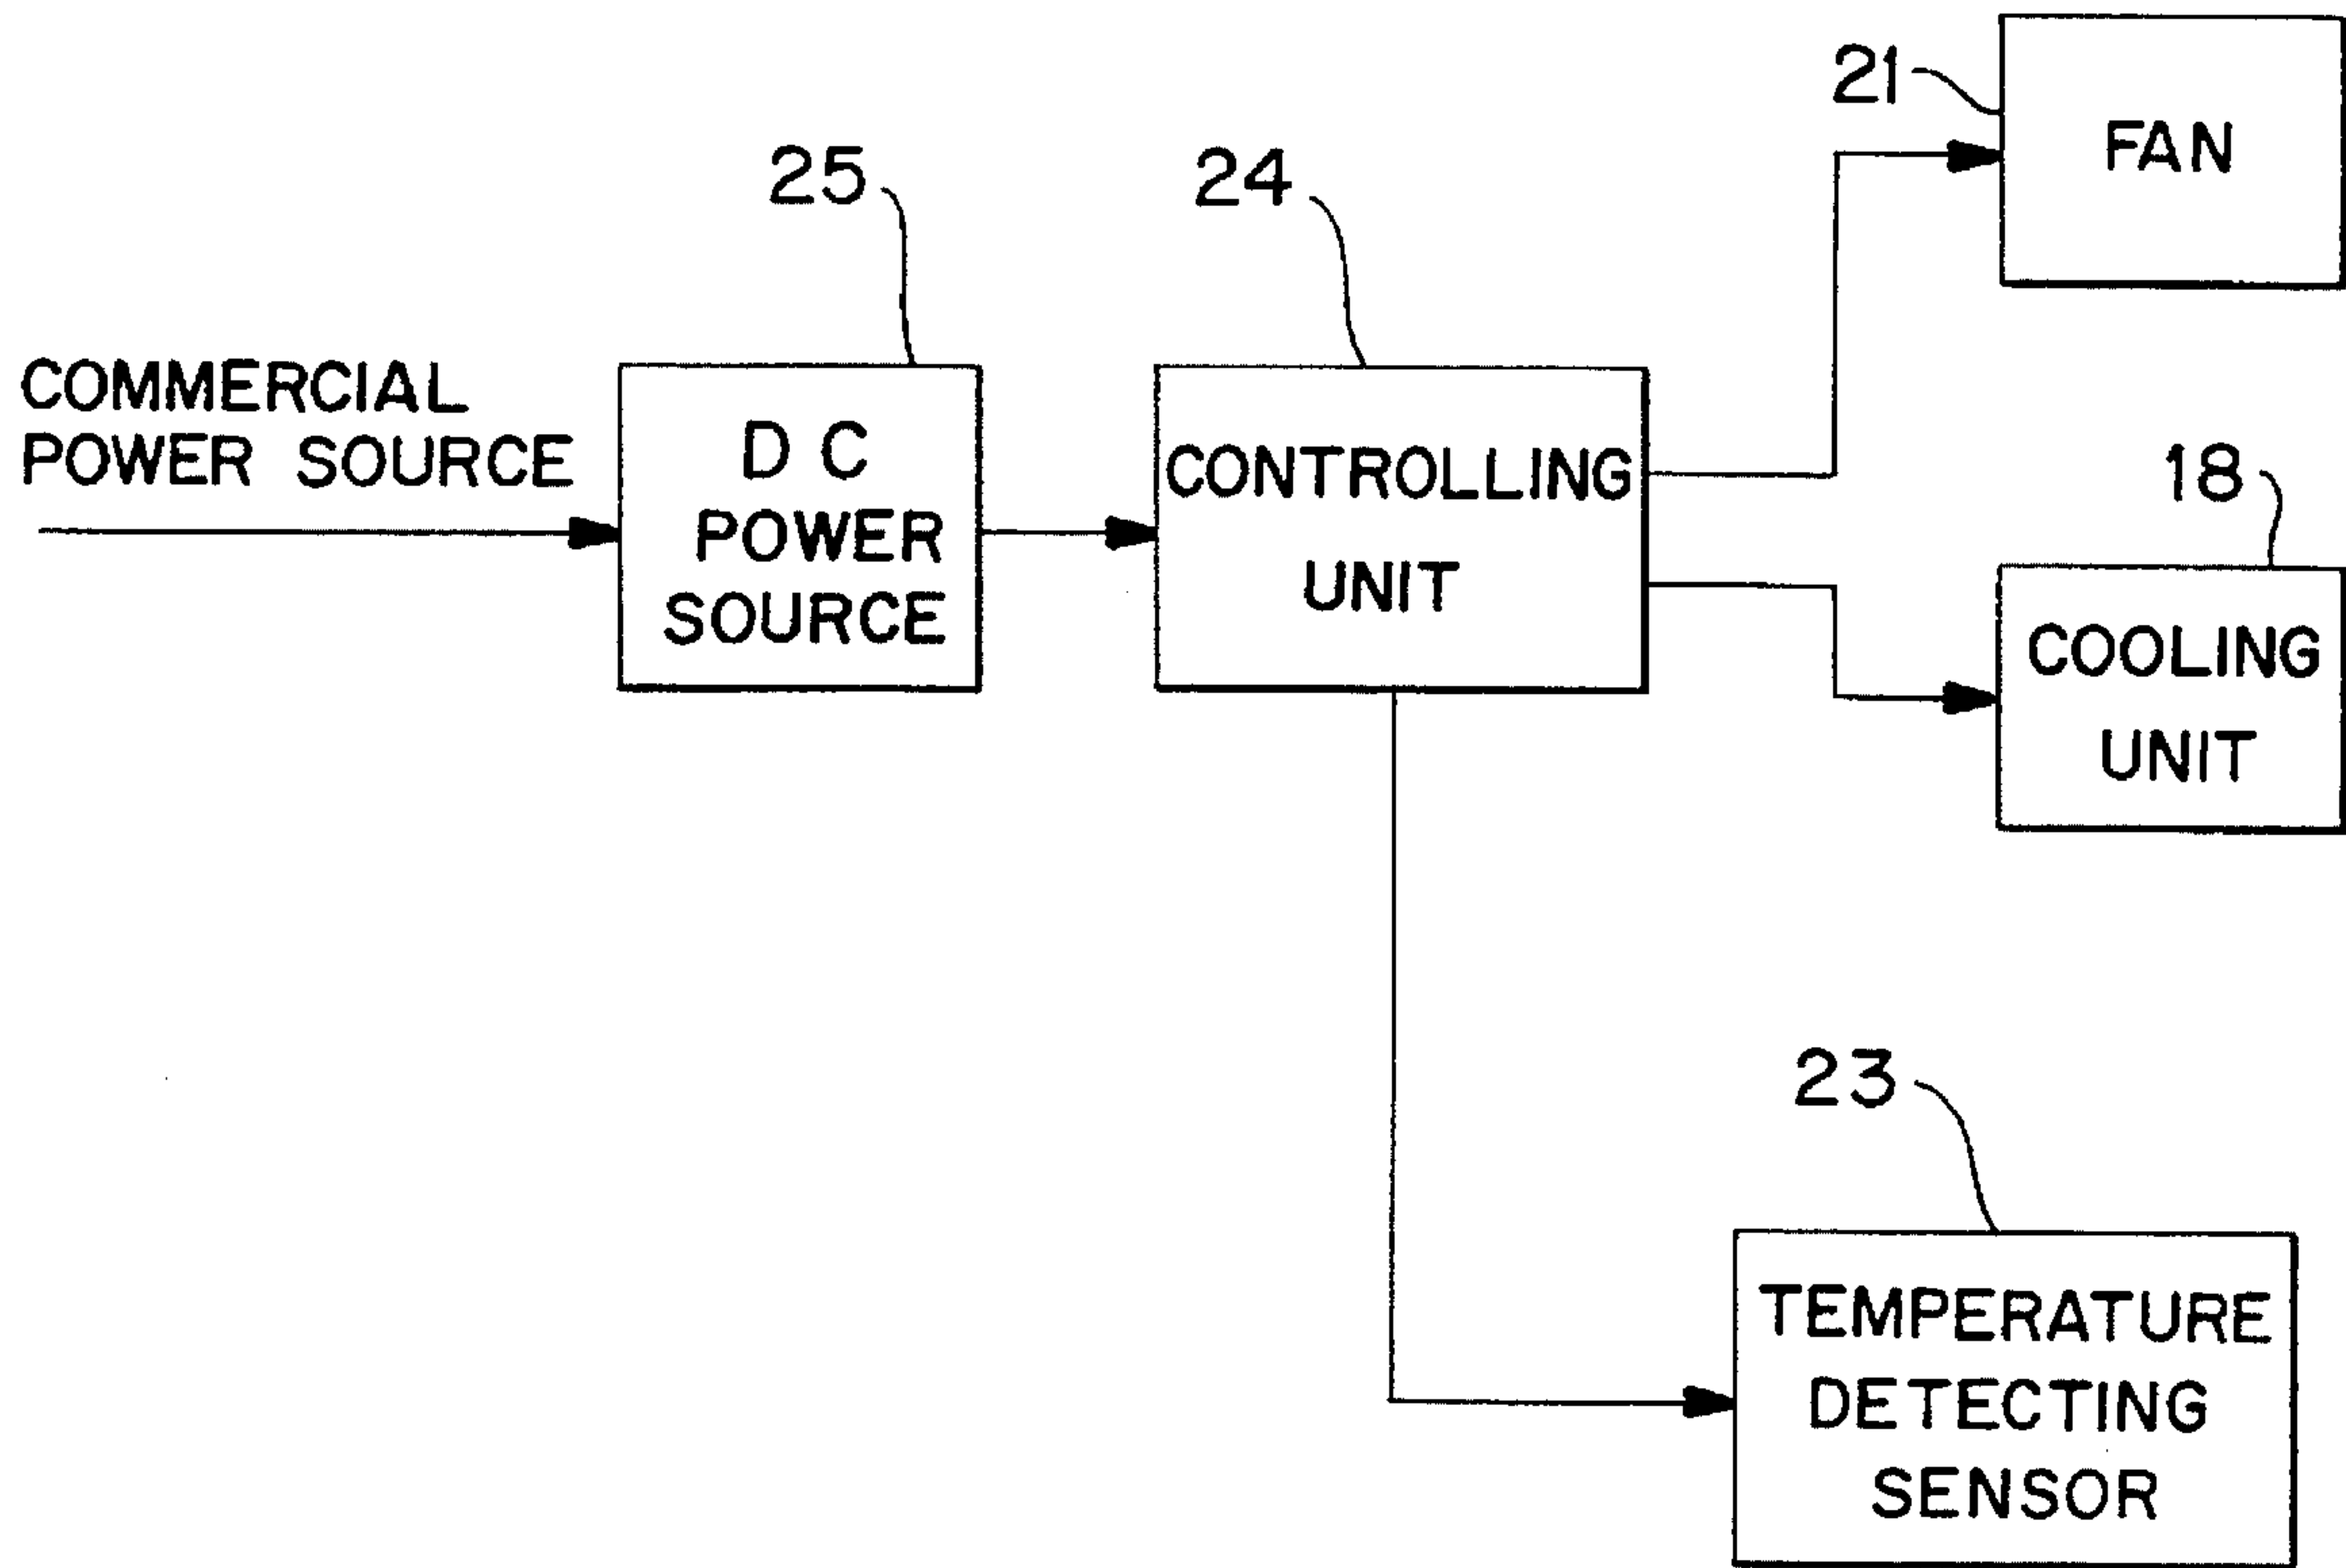 21
FAN
25
24
COMMERCIAL
POWER SOURCE
D C
POWER
SOURCE
CONTROLLING
UNIT
18
COOLING
UNIT
23
TEMPERATURE
DETECTING
SENSOR